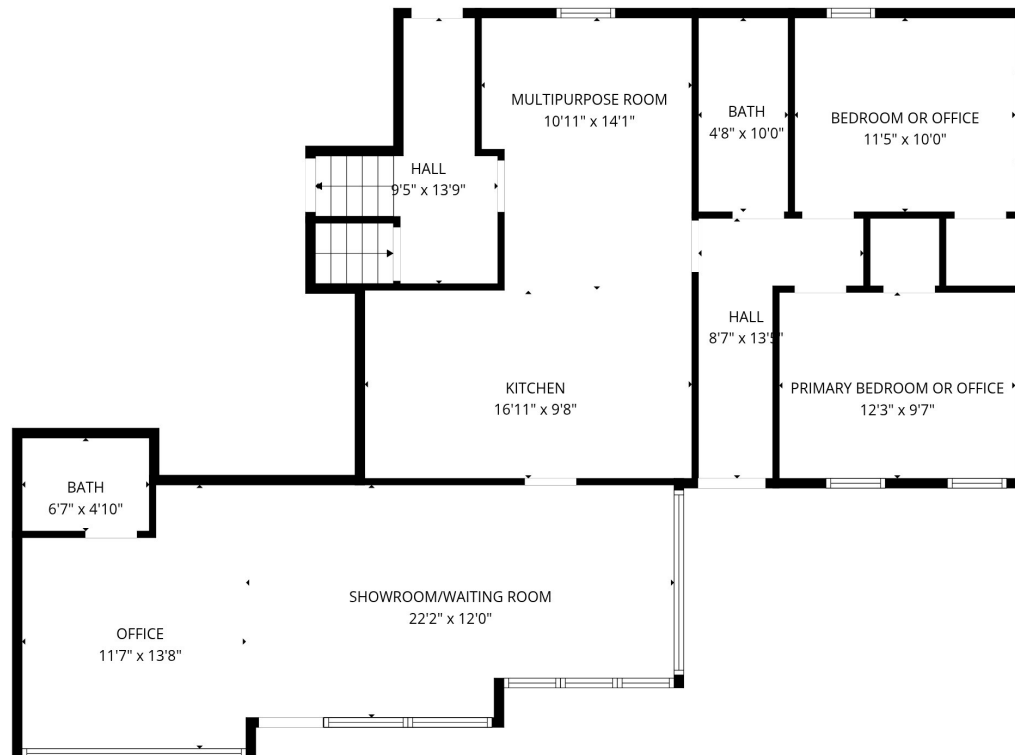 MULTIPURPOSE ROOM
10'11" x 14'1"
BATH
4'8" x 10'0"
BEDROOM OR OFFICE
11'5" x 10'0"
HALL
9'5" x 13'9"
HALL
8'7" x 13'5"
KITCHEN
16'11" x 9'8"
PRIMARY BEDROOM OR OFFICE
12'3" x 9'7"
BATH
6'7" x 4'10"
SHOWROOM/WAITING ROOM
22'2" x 12'0"
OFFICE
11'7" x 13'8"